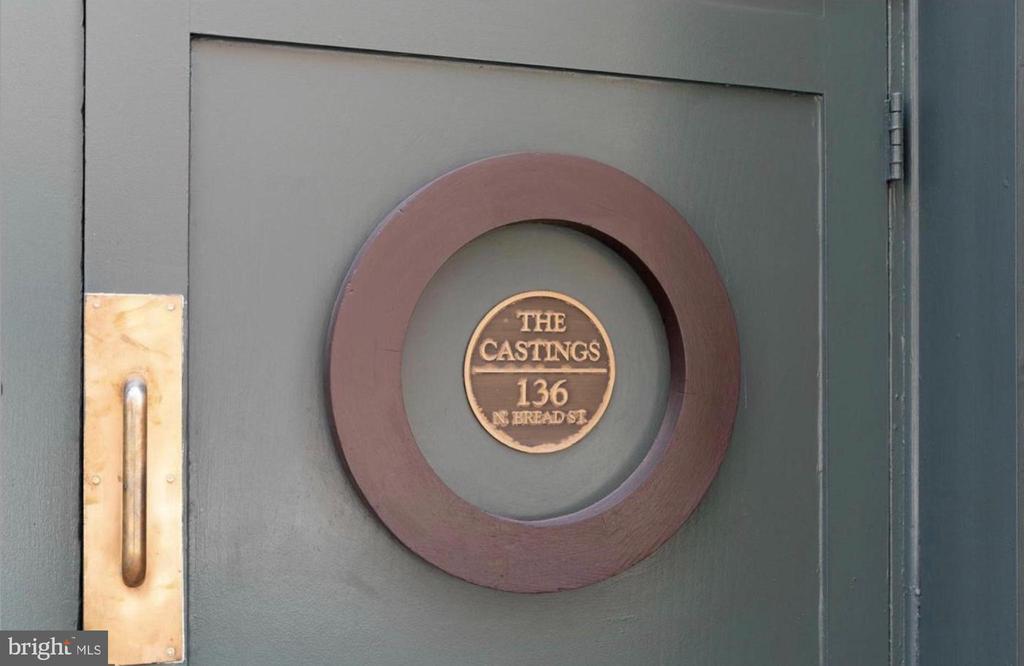 THE
CASTINGS
136
N. BREAD ST.
bright MLS